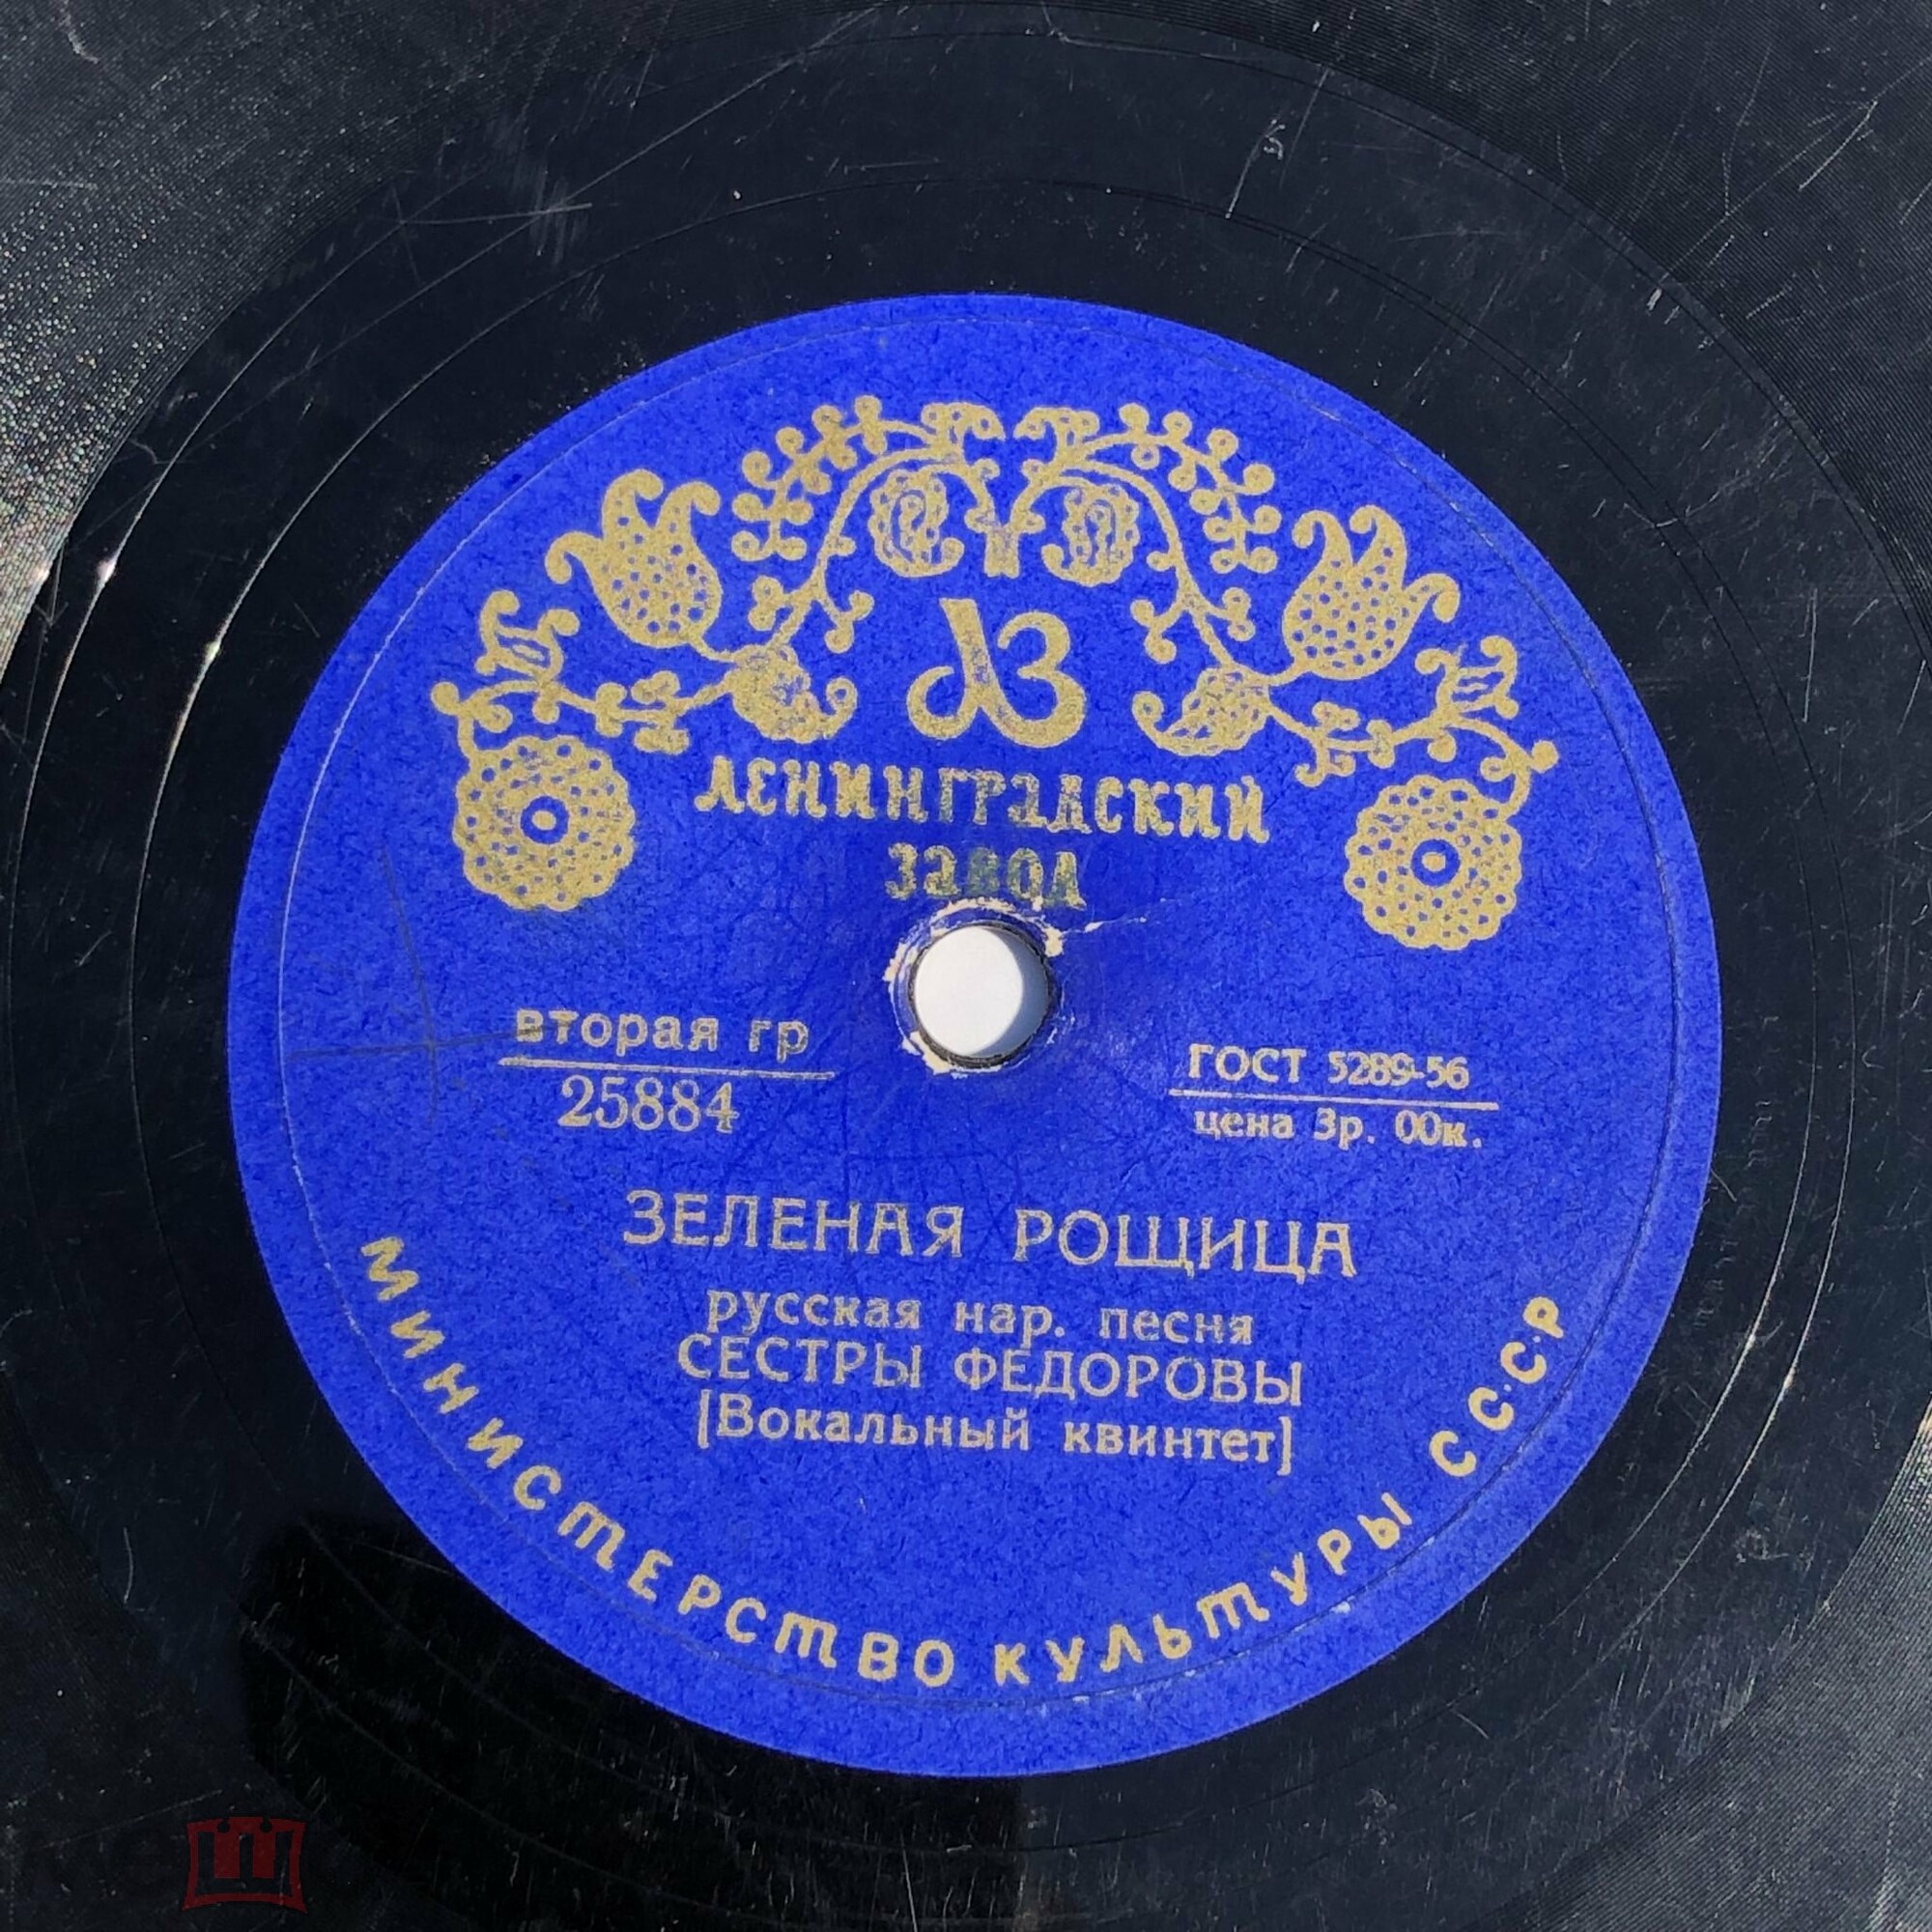 ЛЗ
ЛЕНИНГРАДСКИЙ
ЗАВОД
вторая гр
25884
ГОСТ 5289-56
цена 3р. 00к.
ЗЕЛЕНАЯ РОЩИЦА
русская нар. песня
СЕСТРЫ ФЕДОРОВЫ
[Вокальный квинтет]
МИНИСТЕРСТВО КУЛЬТУРЫ С С.С.Р